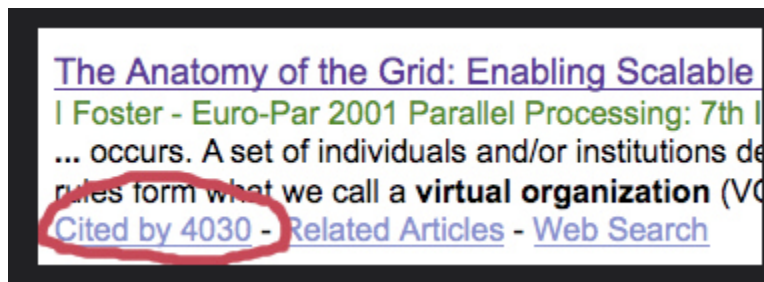 The Anatomy of the Grid: Enabling Scalable
I Foster - Euro-Par 2001 Parallel Processing: 7th I
... occurs. A set of individuals and/or institutions de
rules form what we call a virtual organization (VO
Cited by 4030 - Related Articles - Web Search